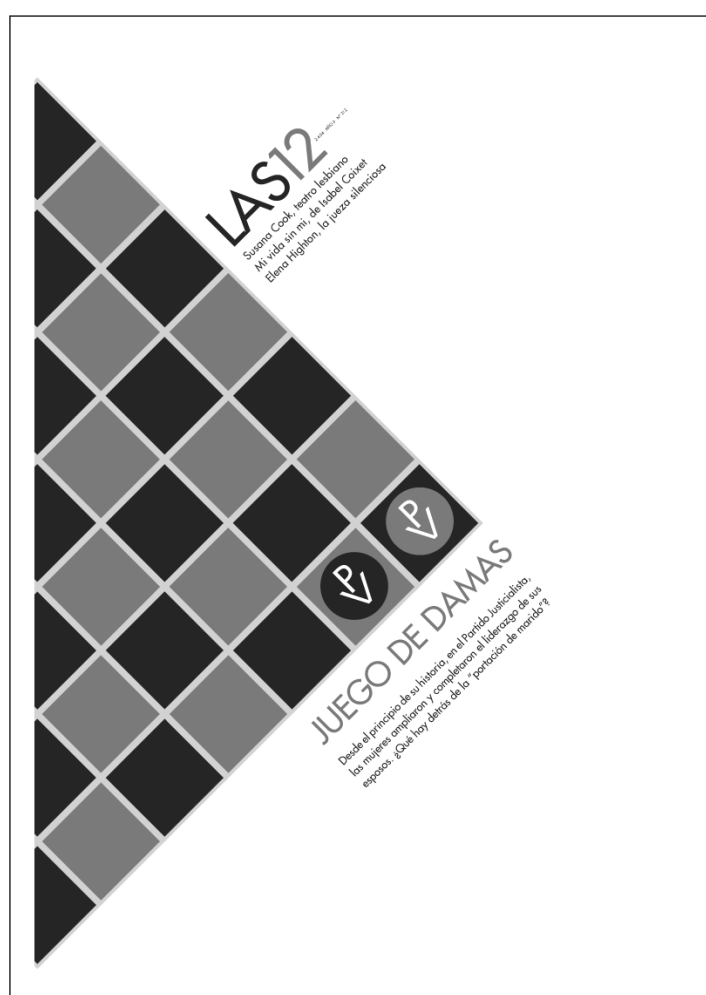 LAS12
Susana Cook, teatro lesbiano
Mi vida sin mí, de Isabel Coixet
Elena Highton, la jueza silenciosa
PV
PV
JUEGO DE DAMAS
Desde el principio de su historia, en el Partido Justicialista,
las mujeres ampliaron y completaron el liderazgo de sus
esposos. ¿Qué hay detrás de la "portación de marido"?